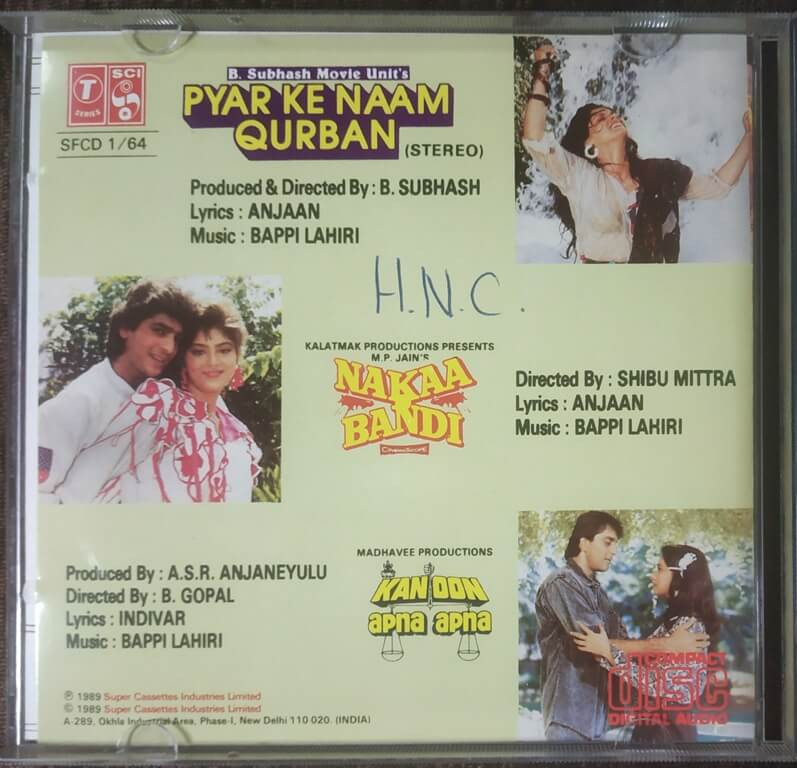 T
SERIES
SCI
SFCD 1/64
B. Subhash Movie Unit's
PYAR KE NAAM
QURBAN (STEREO)
Produced & Directed By : B. SUBHASH
Lyrics : ANJAAN
Music : BAPPI LAHIRI
H.N.C.
KALATMAK PRODUCTIONS PRESENTS
M.P. JAIN'S
NAKAA
BANDI
CINEMASCOPE
Directed By : SHIBU MITTRA
Lyrics : ANJAAN
Music : BAPPI LAHIRI
MADHAVEE PRODUCTIONS
KANOON
apna apna
Produced By : A.S.R. ANJANEYULU
Directed By : B. GOPAL
Lyrics : INDIVAR
Music : BAPPI LAHIRI
℗ 1989 Super Cassettes Industries Limited
© 1989 Super Cassettes Industries Limited
A-289, Okhla Industrial Area, Phase-I, New Delhi 110 020. (INDIA)
COMPACT
disc
DIGITAL AUDIO